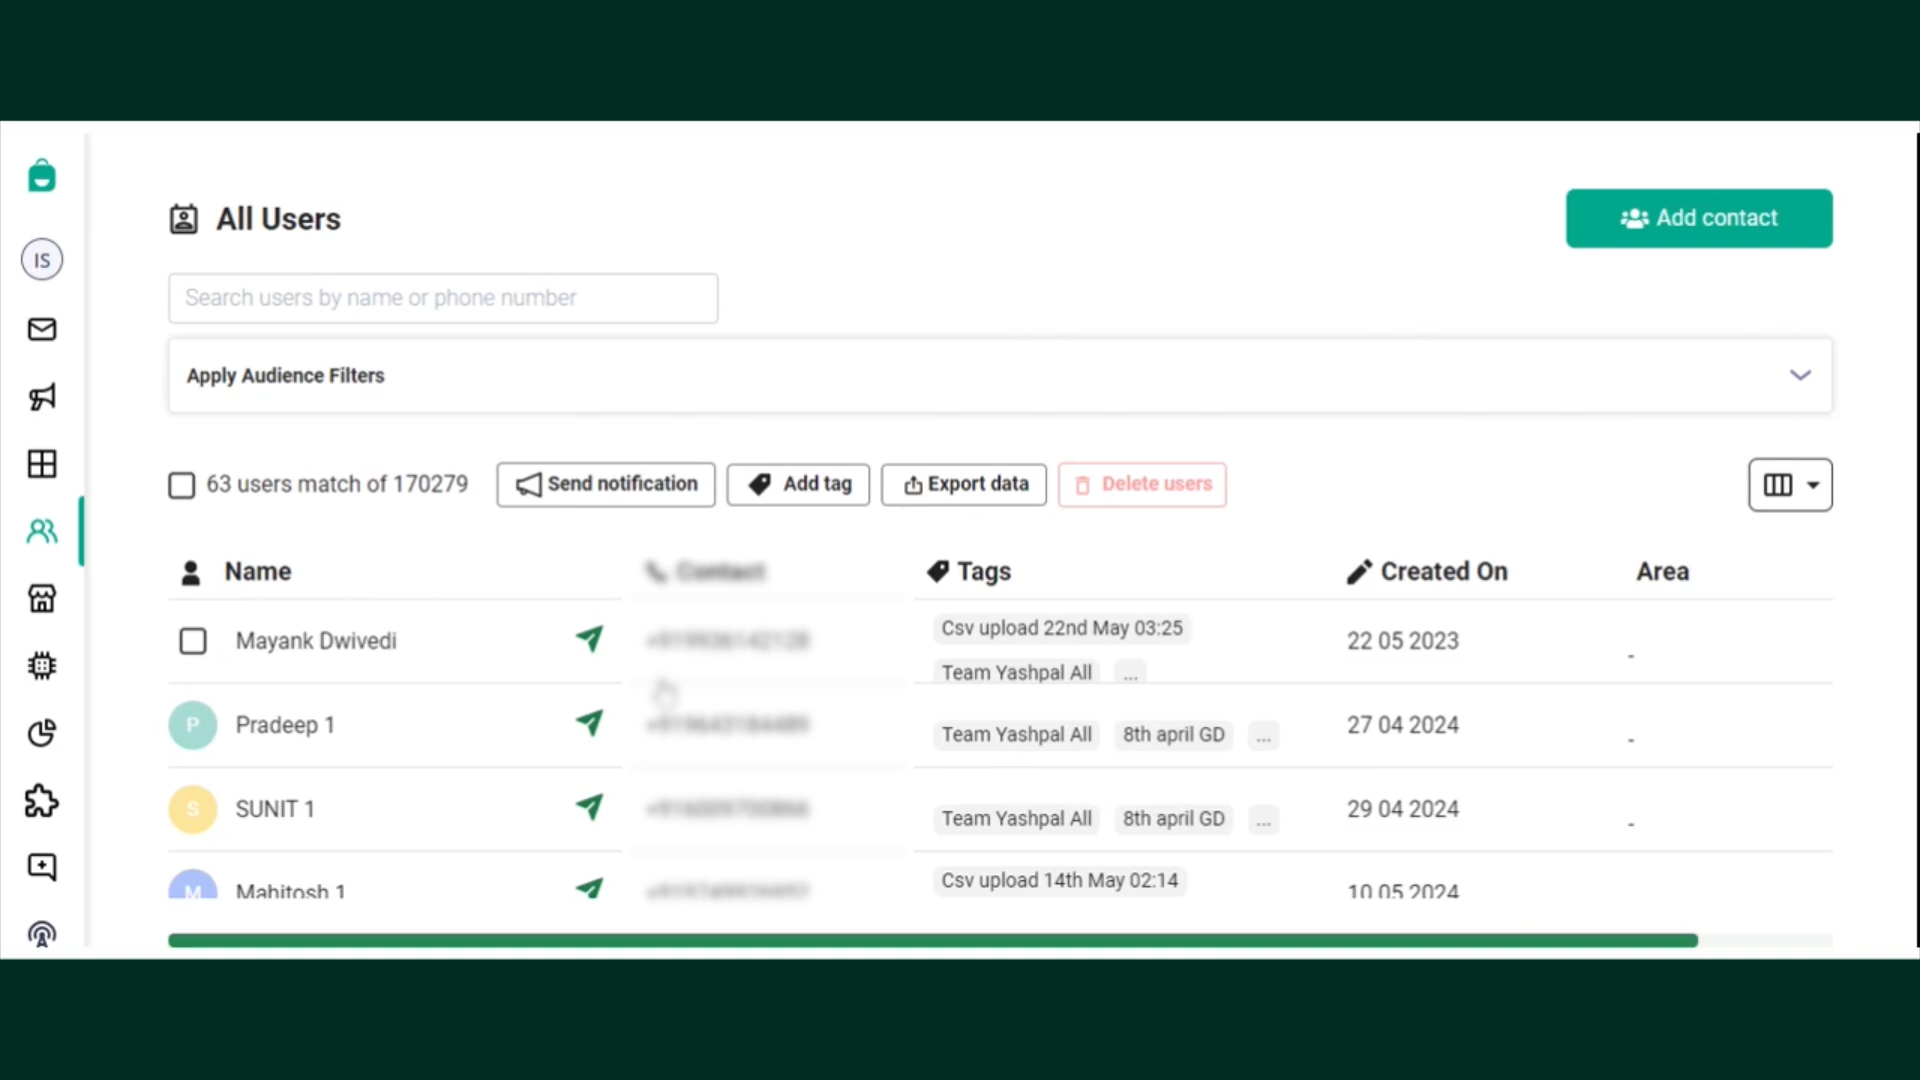 All Users
Add contact
IS
Search users by name or phone number
Apply Audience Filters
63 users match of 170279
Send notification
Add tag
Export data
Delete users
Name
Contact
Tags
Created On
Area
Mayank Dwivedi
Csv upload 22nd May 03:25
Team Yashpal All
...
22 05 2023
-
P
Pradeep 1
Team Yashpal All
8th april GD
...
27 04 2024
-
S
SUNIT 1
Team Yashpal All
8th april GD
...
29 04 2024
-
M
Mahitosh 1
Csv upload 14th May 02:14
10 05 2024